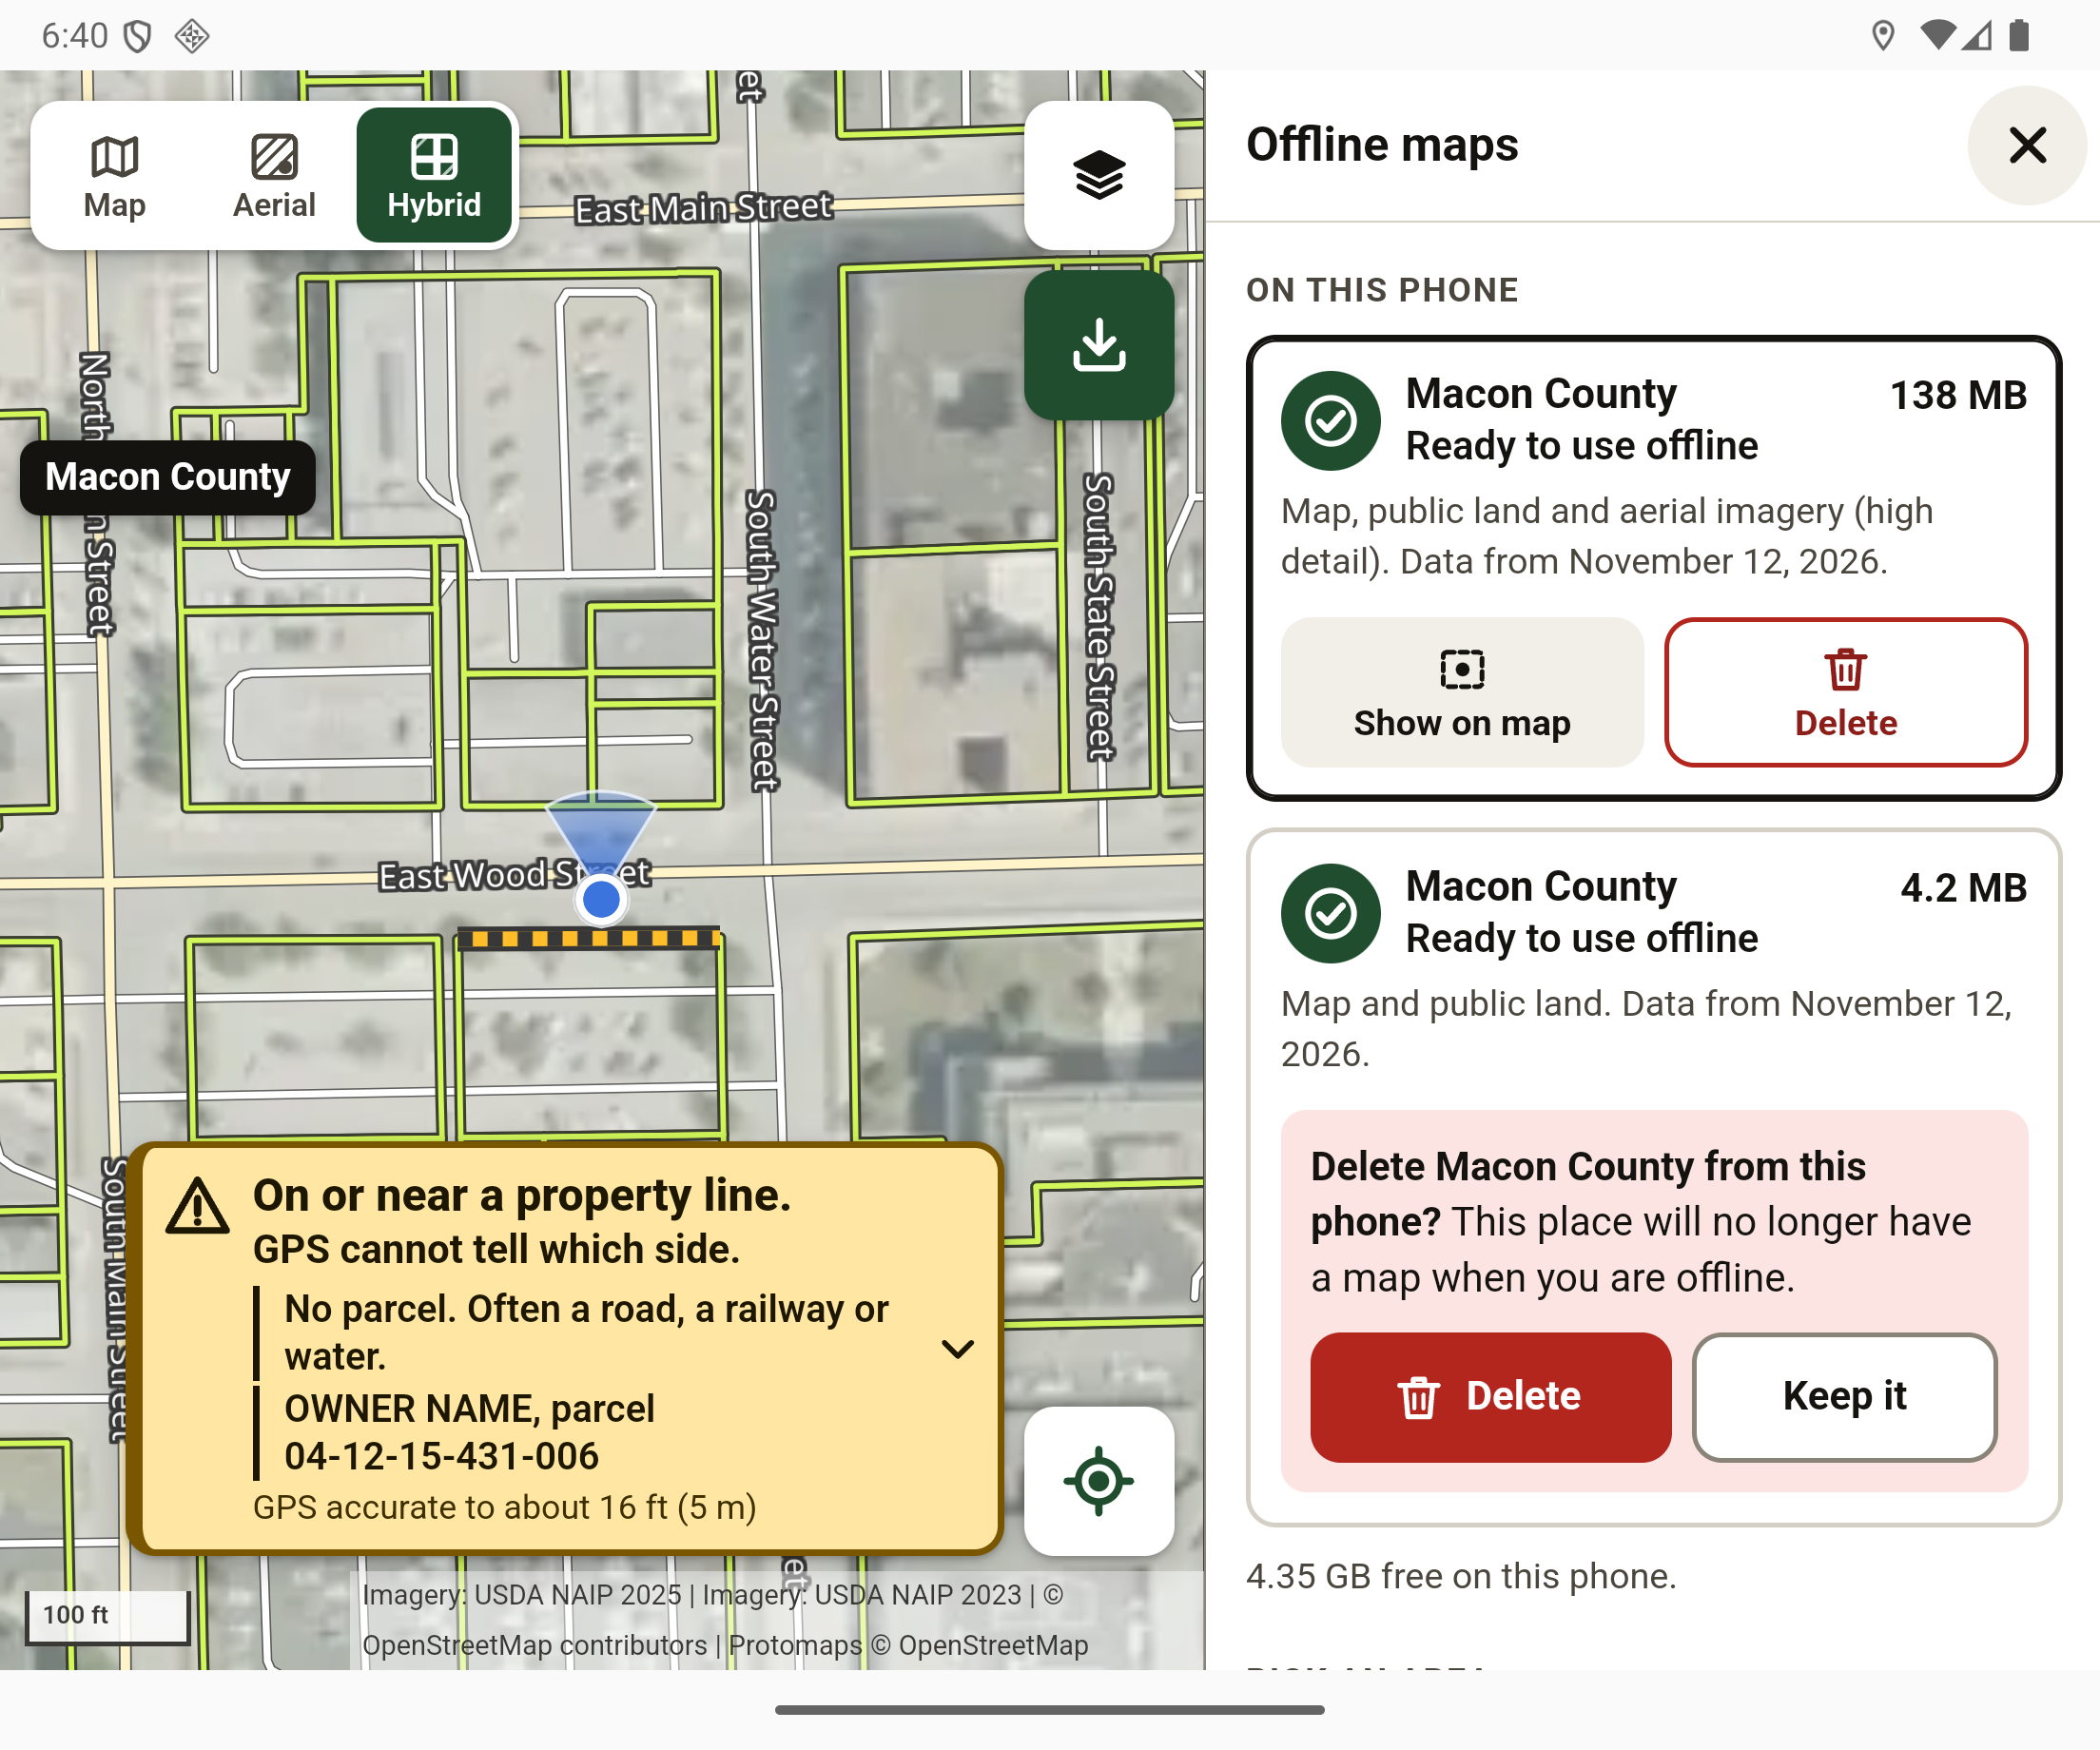 6:40
Map
Aerial
Hybrid
East Main Street
Macon County
South Water Street
South State Street
East Wood Street
South Main Street
On or near a property line.
GPS cannot tell which side.
No parcel. Often a road, a railway or
water.
OWNER NAME, parcel
04-12-15-431-006
GPS accurate to about 16 ft (5 m)
100 ft
Imagery: USDA NAIP 2025 | Imagery: USDA NAIP 2023 | ©
OpenStreetMap contributors | Protomaps © OpenStreetMap
Offline maps
ON THIS PHONE
Macon County
138 MB
Ready to use offline
Map, public land and aerial imagery (high
detail). Data from November 12, 2026.
Show on map
Delete
Macon County
4.2 MB
Ready to use offline
Map and public land. Data from November 12,
2026.
Delete Macon County from this
phone? This place will no longer have
a map when you are offline.
Delete
Keep it
4.35 GB free on this phone.